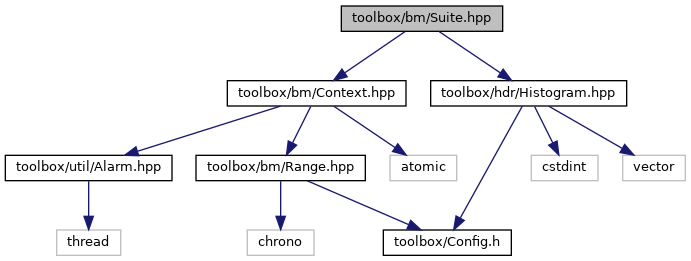 toolbox/bm/Suite.hpp
toolbox/bm/Context.hpp
toolbox/hdr/Histogram.hpp
toolbox/util/Alarm.hpp
toolbox/bm/Range.hpp
atomic
cstdint
vector
thread
chrono
toolbox/Config.h